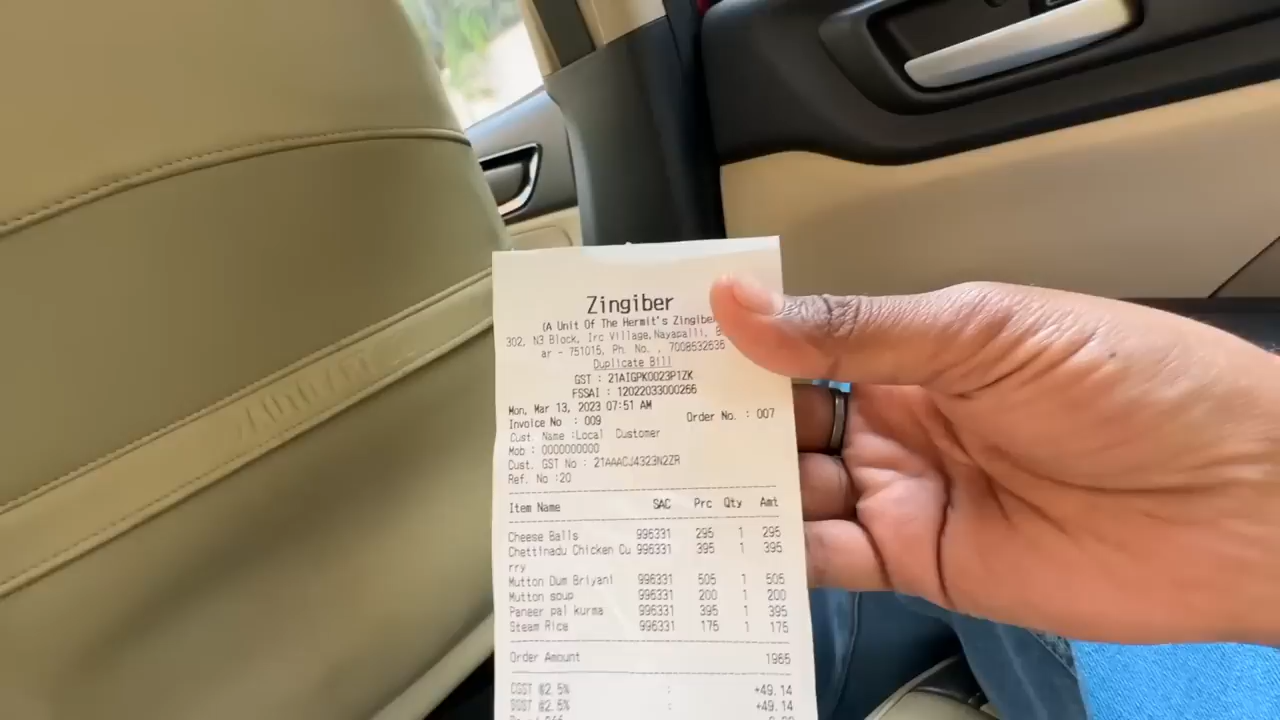 Zingiber
(A Unit Of The Hermit's Zingiber
302, N3 Block, Irc Village, Nayapalli, B
ar - 751015, Ph. No. , 7008632636
Duplicate Bill
GST : 21AIGPK0023P1ZK
FSSAI : 12022033000266
Mon, Mar 13, 2023 07:51 AM
Invoice No : 009 Order No. : 007
Cust. Name :Local Customer
Mob : 0000000000
Cust. GST No : 21AAACJ4323N2ZR
Ref. No :20
Item Name SAC Prc Qty Amt
Cheese Balls 996331 295 1 295
Chettinadu Chicken Cu 996331 395 1 395
rry
Mutton Dum Briyani 996331 505 1 505
Mutton soup 996331 200 1 200
Paneer pal kurma 996331 395 1 395
Steam Rice 996331 175 1 175
Order Amount 1965
CGST @2.5% : +49.14
SGST @2.5% : +49.14